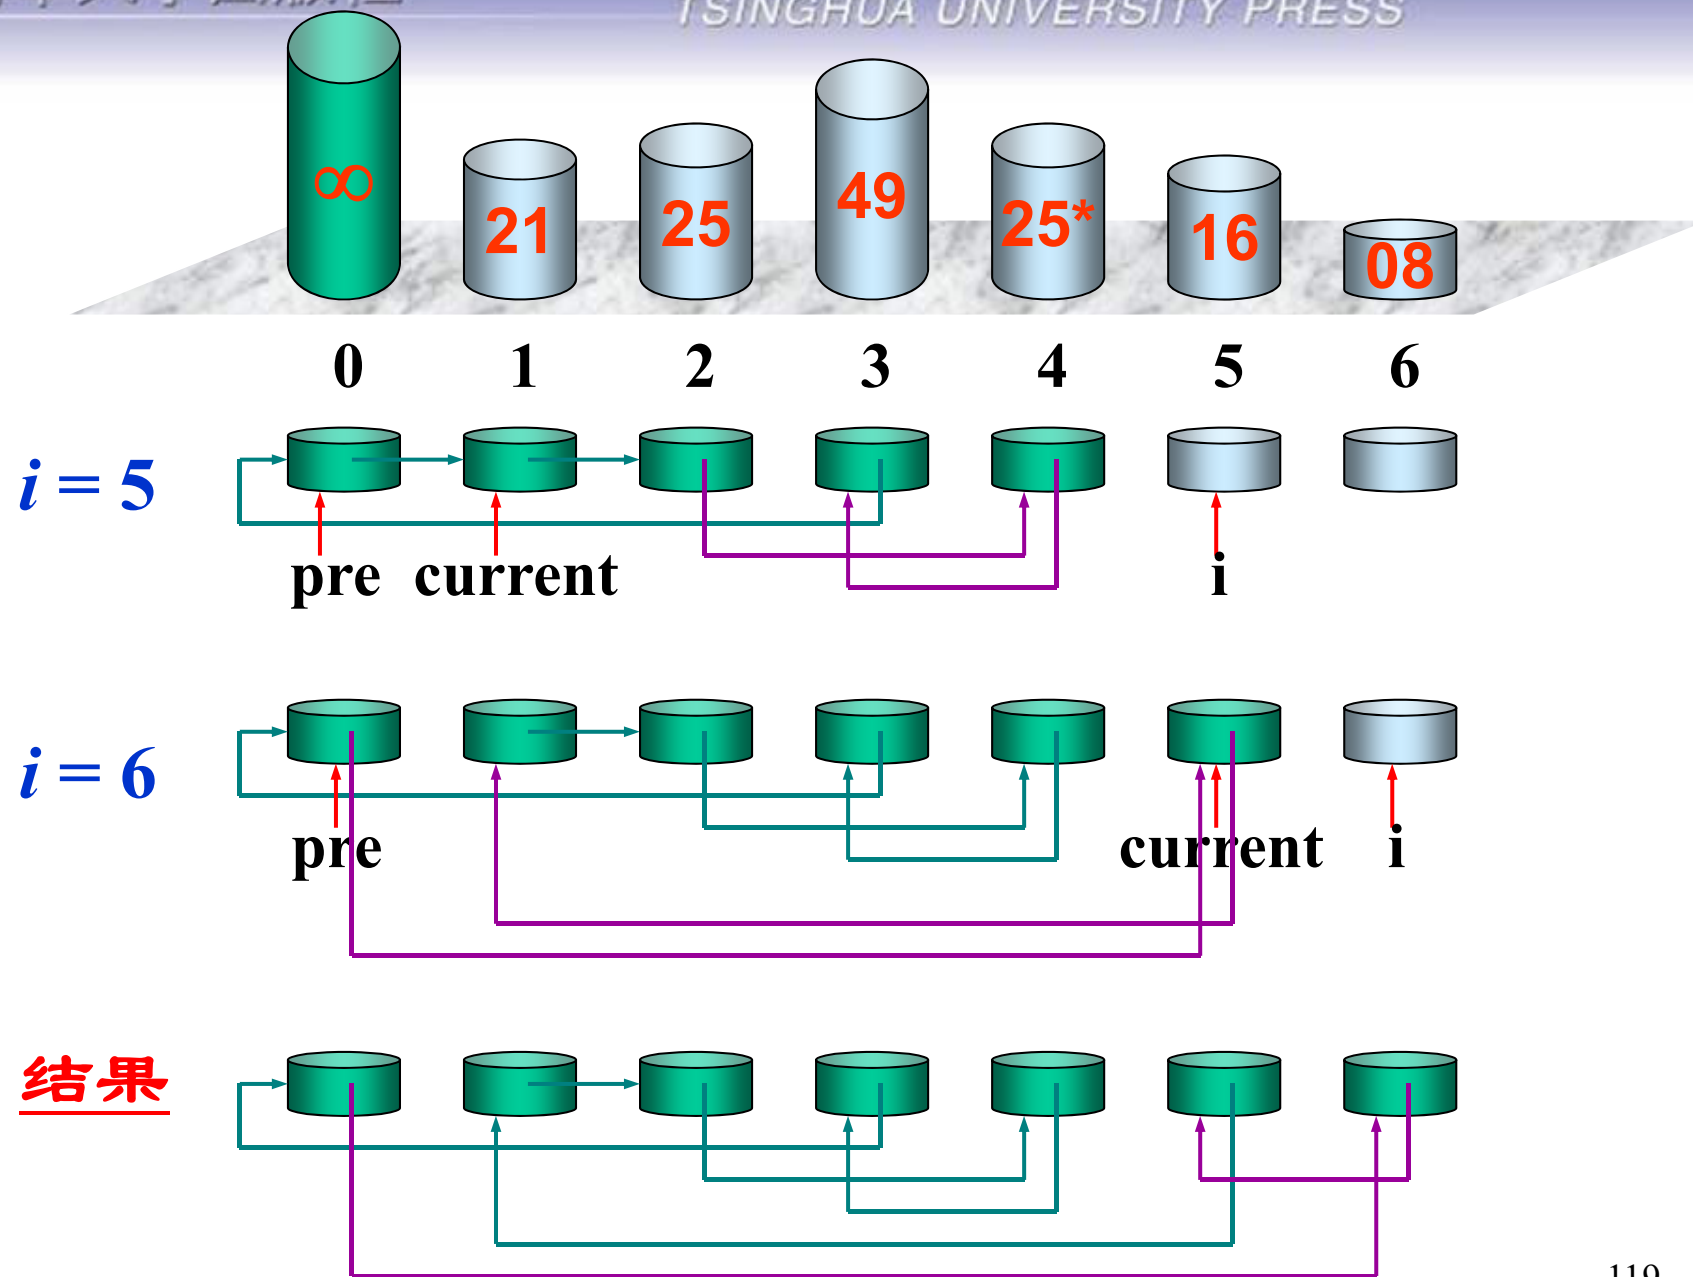 TSINGHUA UNIVERSITY PRESS
∞ 21 25 49 25* 16 08
0 1 2 3 4 5 6
i = 5
pre current i
i = 6
pre current i
结果
119